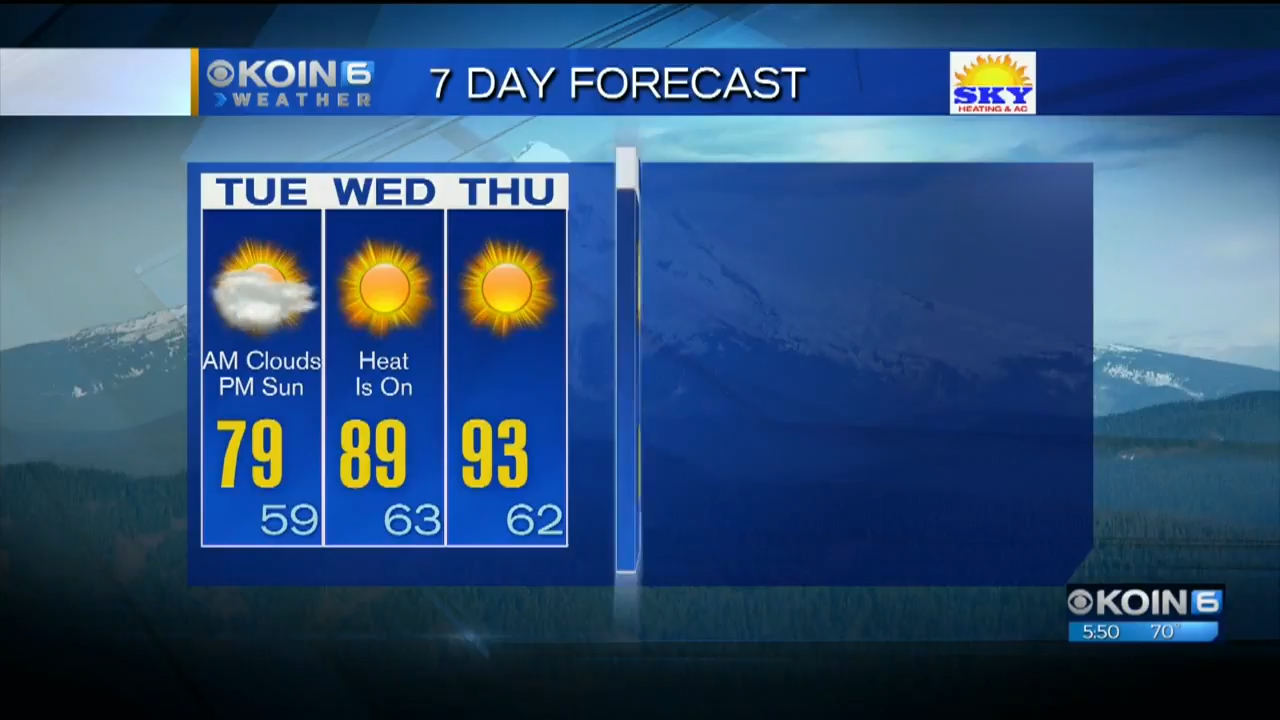 KOIN 6
WEATHER
7 DAY FORECAST
SKY
HEATING & AC
TUE WED THU
AM Clouds
PM Sun
Heat
Is On
79 89 93
59 63 62
KOIN 6
5:50 70°